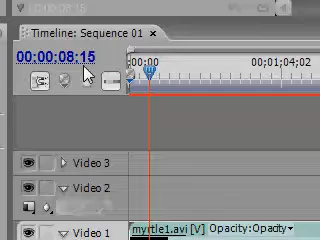 Timeline: Sequence 01
00:00:08:15
:00:00
00:01:04:02
Video 3
Video 2
Video 1
myrtle1.avi [V] Opacity:Opacity